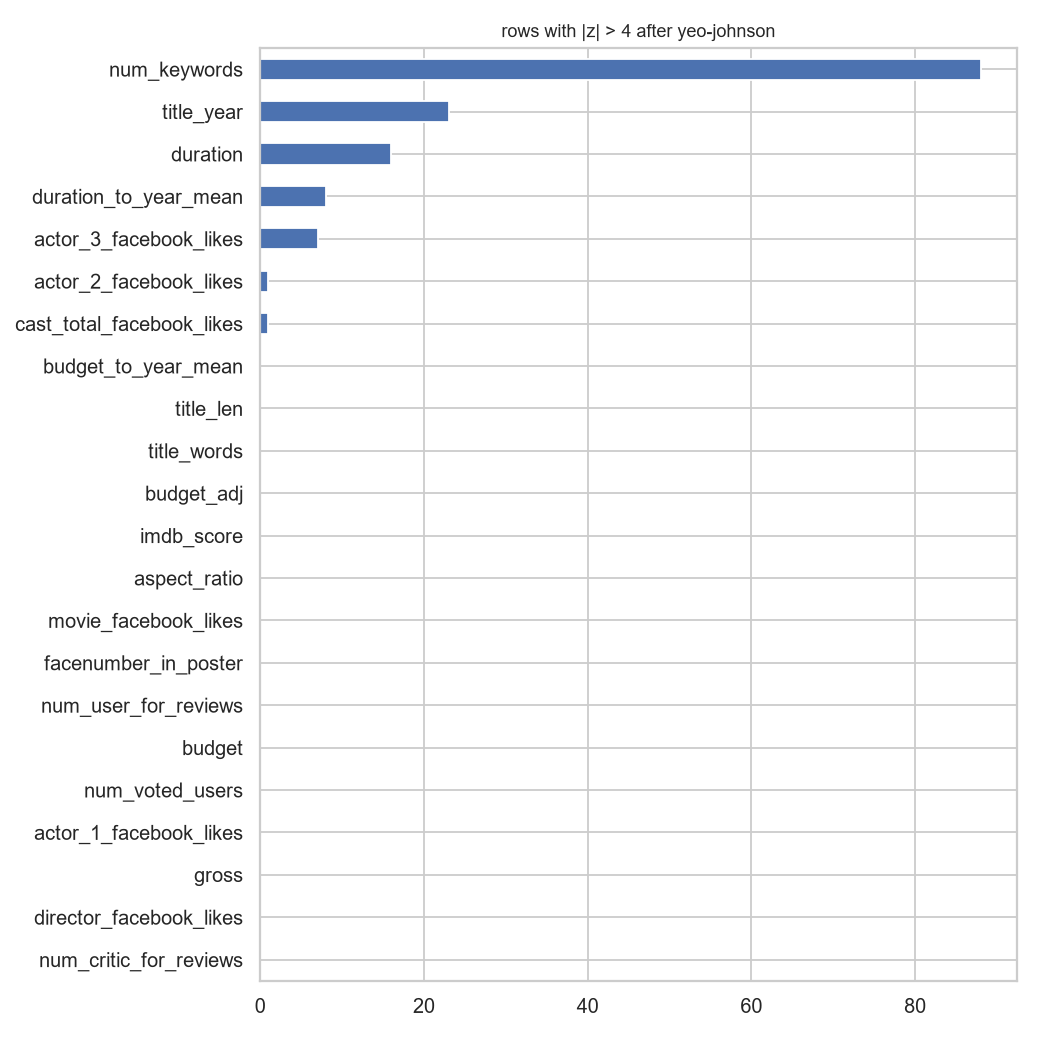 rows with |z| > 4 after yeo-johnson
num_keywords
title_year
duration
duration_to_year_mean
actor_3_facebook_likes
actor_2_facebook_likes
cast_total_facebook_likes
budget_to_year_mean
title_len
title_words
budget_adj
imdb_score
aspect_ratio
movie_facebook_likes
facenumber_in_poster
num_user_for_reviews
budget
num_voted_users
actor_1_facebook_likes
gross
director_facebook_likes
num_critic_for_reviews
0 20 40 60 80